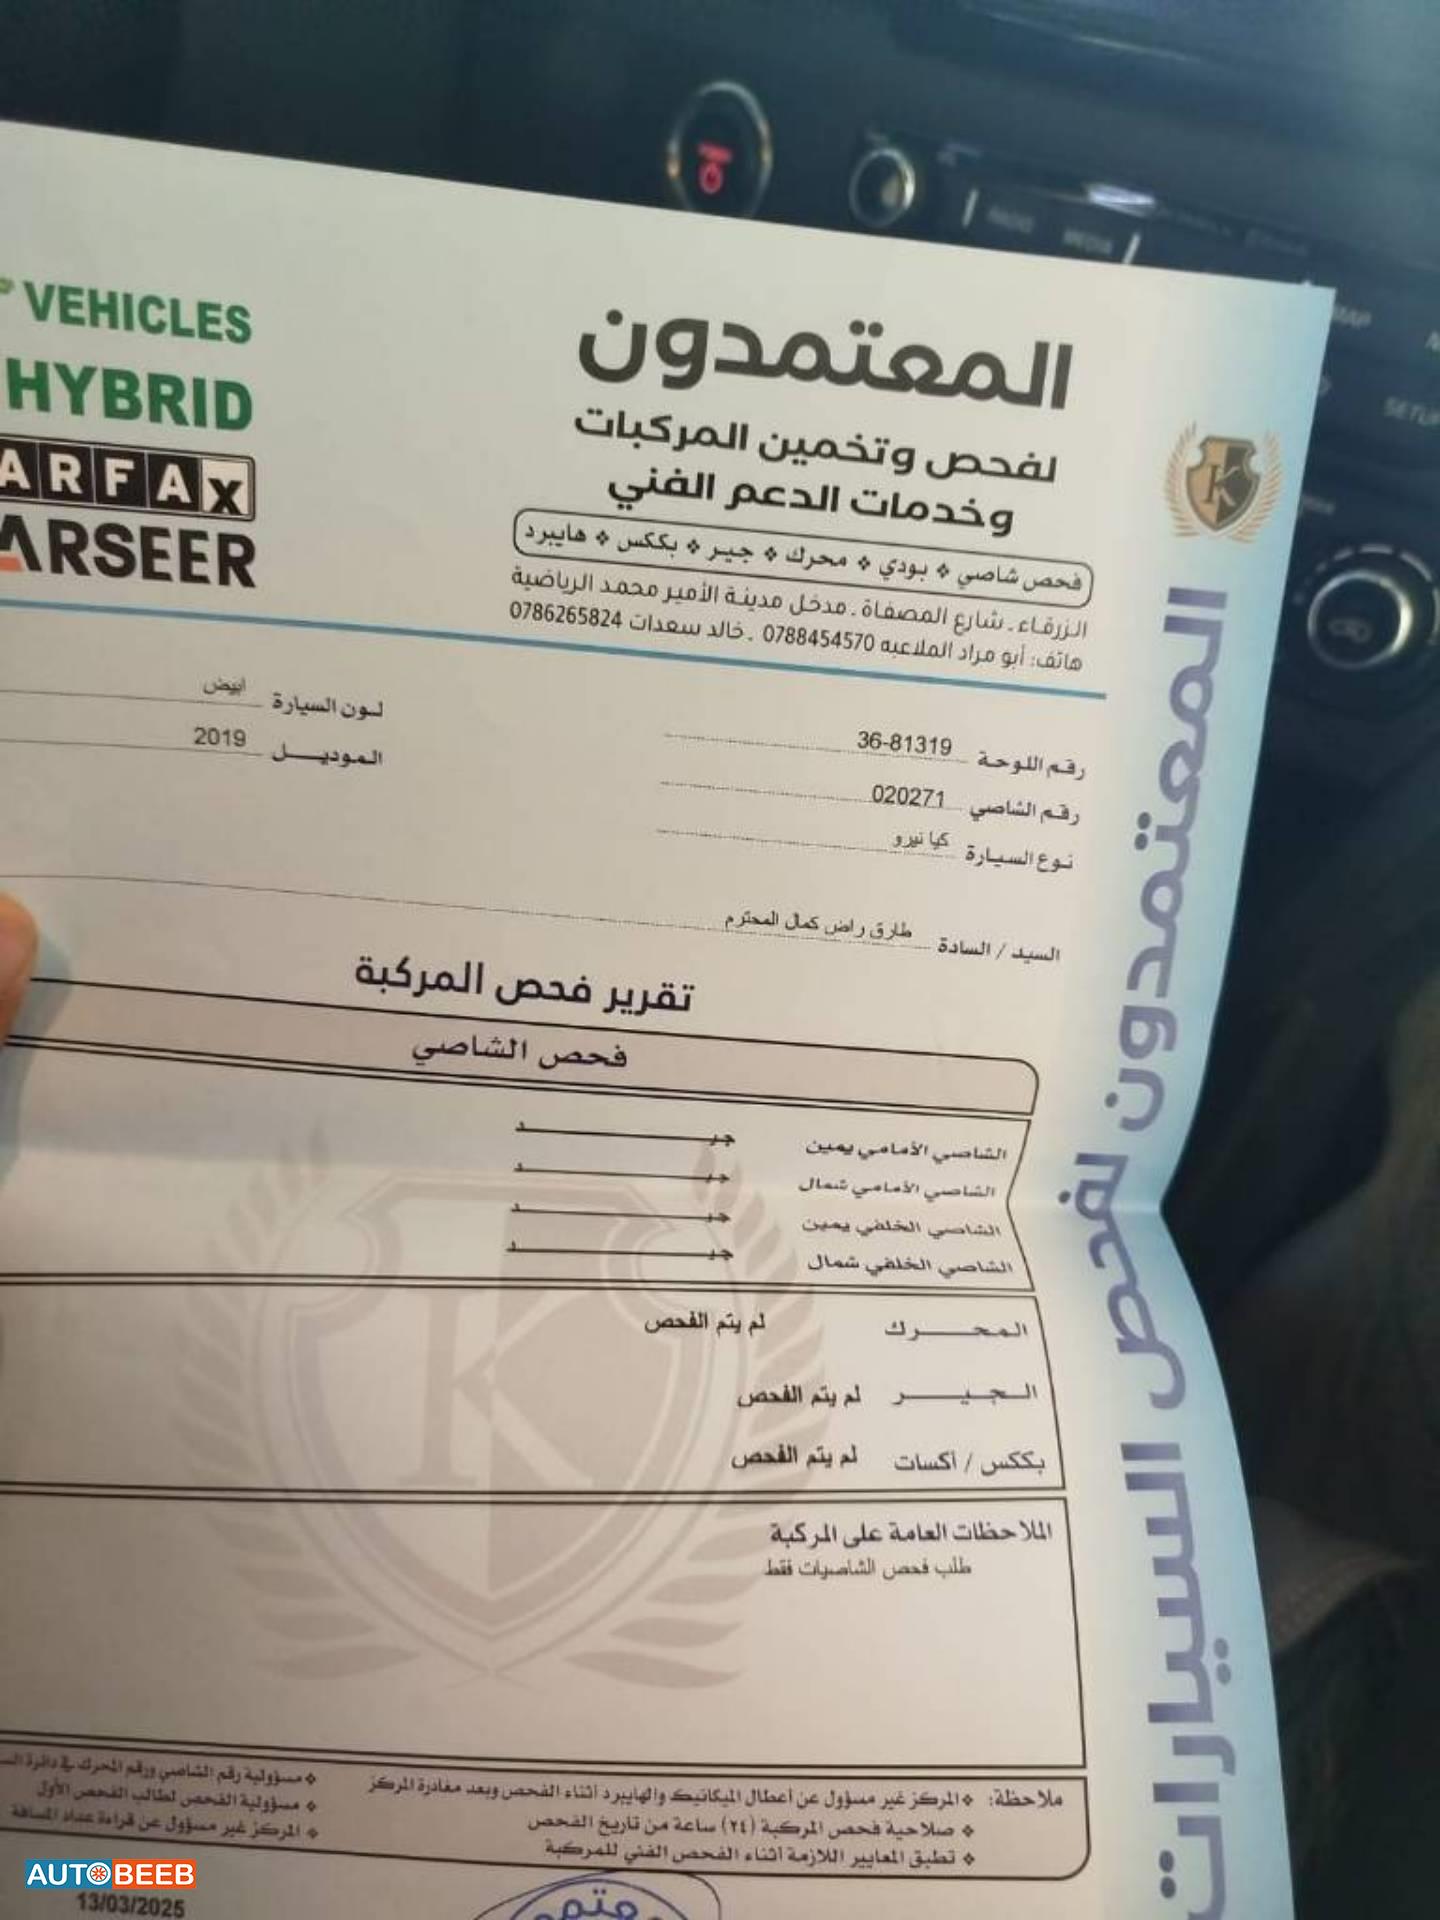 VEHICLES
HYBRID
ARFAX
ARSEER
المعتمدون
لفحص وتخمين المركبات
وخدمات الدعم الفني
فحص شاصي ❖ بودي ❖ محرك ❖ جير ❖ بككس ❖ هايبرد
الزرقاء ـ شارع المصفاة ـ مدخل مدينة الأمير محمد الرياضية
هاتف: أبو مراد الملاعبه 0788454570 ـ خالد سعدات 0786265824
رقم اللوحة 36-81319
لون السيارة ابيض
رقم الشاصي 020271
الموديل 2019
نوع السيارة كيا نيرو
السيد / السادة طارق راض كمال المحترم
تقرير فحص المركبة
فحص الشاصي
الشاصي الأمامي يمين جيد
الشاصي الأمامي شمال جيد
الشاصي الخلفي يمين جيد
الشاصي الخلفي شمال جيد
المحرك لم يتم الفحص
الجير لم يتم الفحص
بككس / أكسات لم يتم الفحص
الملاحظات العامة على المركبة
طلب فحص الشاصيات فقط
ملاحظة: ❖ المركز غير مسؤول عن أعطال الميكانيك والهايبرد أثناء الفحص وبعد مغادرة المركز
❖ صلاحية فحص المركبة (٢٤) ساعة من تاريخ الفحص
❖ تطبق المعايير اللازمة أثناء الفحص الفني للمركبة
❖ مسؤولية رقم الشاصي ورقم المحرك في دائرة
❖ مسؤولية الفحص لطالب الفحص الأول
❖ المركز غير مسؤول عن قراءة عداد المسافة
13/03/2025
المعتمدون لفحص السيارات
K
AUTOBEEB
RADIO
MEDIA
MAP
SETUP